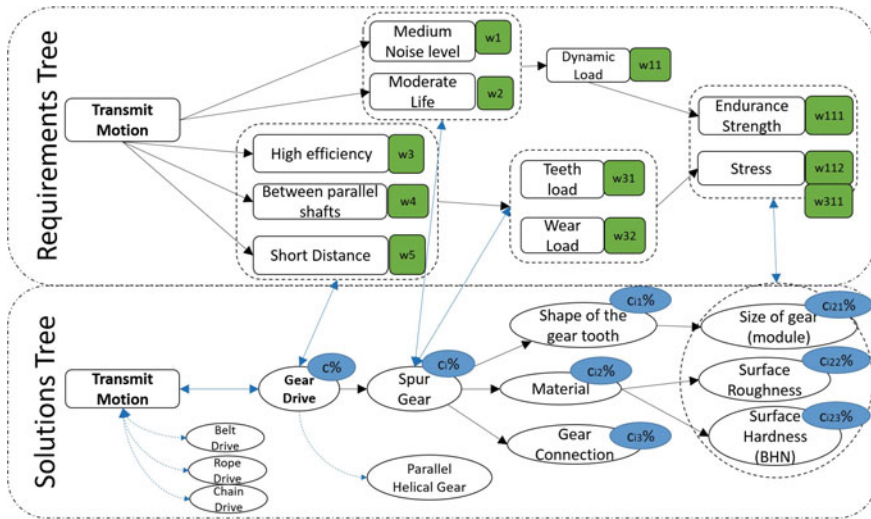 Requirements Tree
Transmit
Motion
Medium
Noise level
w1
Moderate
Life
w2
High efficiency
w3
Between parallel
shafts
w4
Short Distance
w5
Dynamic
Load
w11
Teeth
load
w31
Wear
Load
w32
Endurance
Strength
w111
Stress
w112
w311
Solutions Tree
Transmit
Motion
Belt
Drive
Rope
Drive
Chain
Drive
Gear
Drive
c%
Spur
Gear
ci%
Parallel
Helical Gear
Shape of the
gear tooth
ci1%
Material
ci2%
Gear
Connection
ci3%
Size of gear
(module)
ci21%
Surface
Roughness
ci22%
Surface
Hardness
(BHN)
ci23%